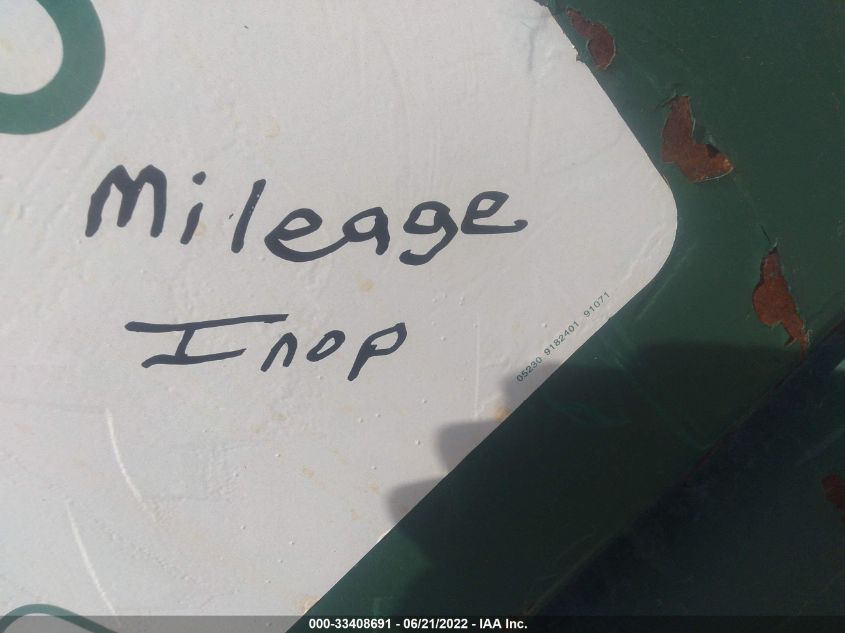 Mileage
Inop
05230 9182401 91071
000-33408691 - 06/21/2022 - IAA Inc.